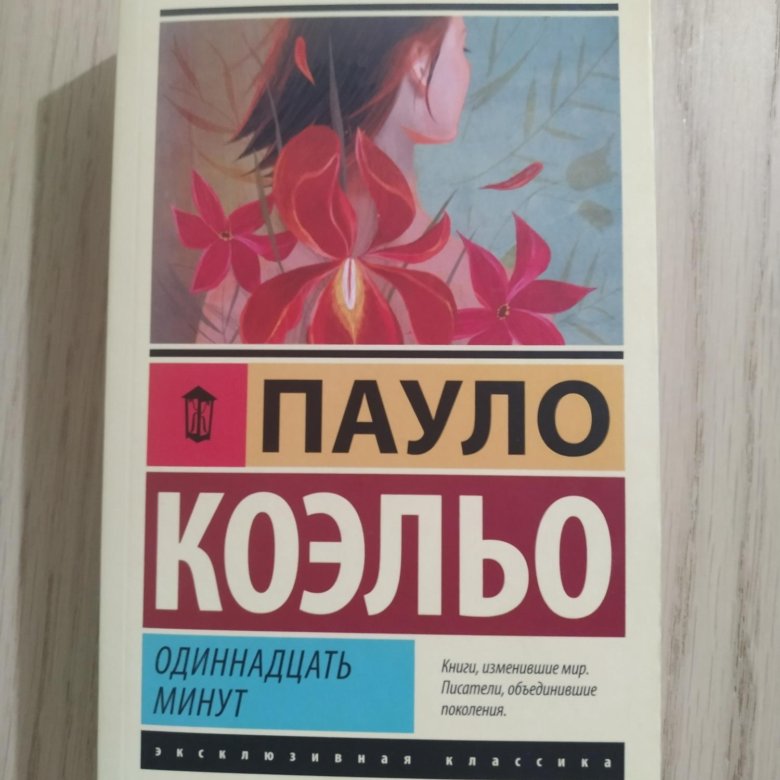 ПАУЛО
КОЭЛЬО
ОДИННАДЦАТЬ
МИНУТ
Книги, изменившие мир.
Писатели, объединившие
поколения.
эксклюзивная классика